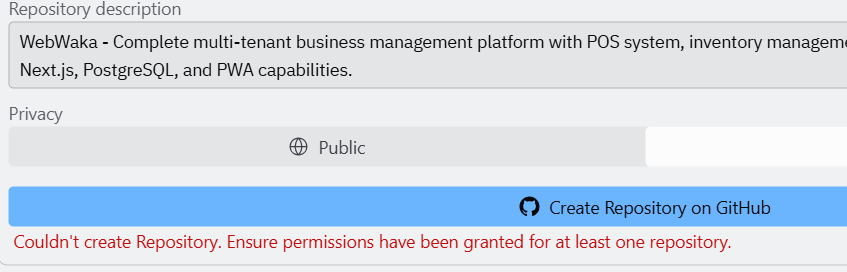 Repository description
WebWaka - Complete multi-tenant business management platform with POS system, inventory
Next.js, PostgreSQL, and PWA capabilities.
Privacy
Public
Create Repository on GitHub
Couldn't create Repository. Ensure permissions have been granted for at least one repository.